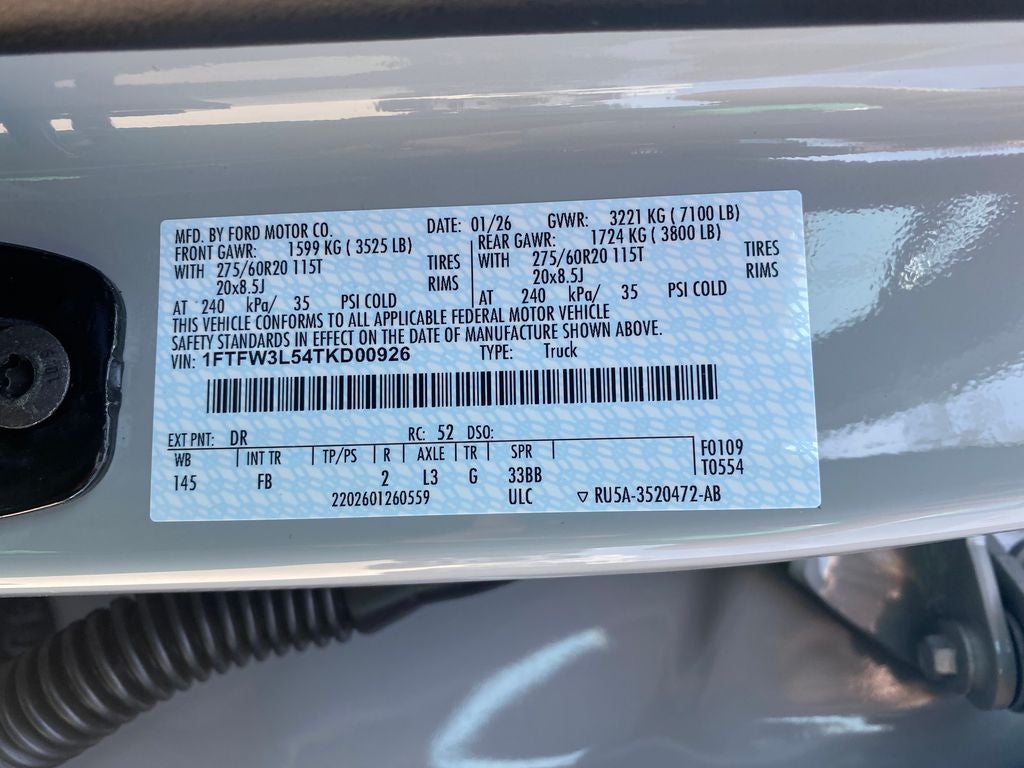 MFD. BY FORD MOTOR CO. DATE: 01/26 GVWR: 3221 KG ( 7100 LB)
FRONT GAWR: 1599 KG ( 3525 LB) REAR GAWR: 1724 KG ( 3800 LB)
WITH 275/60R20 115T TIRES WITH 275/60R20 115T TIRES
20x8.5J RIMS 20x8.5J RIMS
AT 240 kPa/ 35 PSI COLD AT 240 kPa/ 35 PSI COLD
THIS VEHICLE CONFORMS TO ALL APPLICABLE FEDERAL MOTOR VEHICLE
SAFETY STANDARDS IN EFFECT ON THE DATE OF MANUFACTURE SHOWN ABOVE.
VIN: 1FTFW3L54TKD00926 TYPE: Truck
EXT PNT: DR RC: 52 DSO:
WB INT TR TP/PS R AXLE TR SPR F0109
145 FB 2 L3 G 33BB T0554
2202601260559 ULC ▽ RU5A-3520472-AB